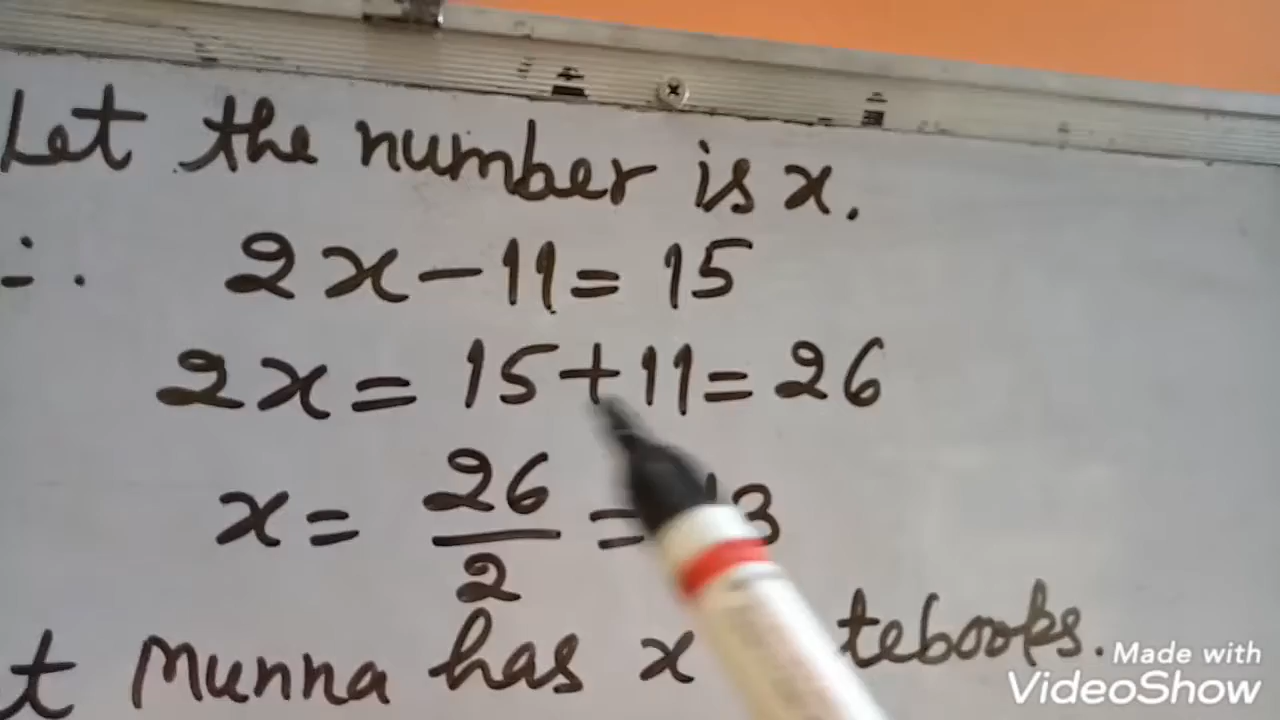 Let the number is x.
∴ 2x-11=15
2x=15+11=26
x= 26/2 = 3
t Munna has x tebooks.
Made with
VideoShow